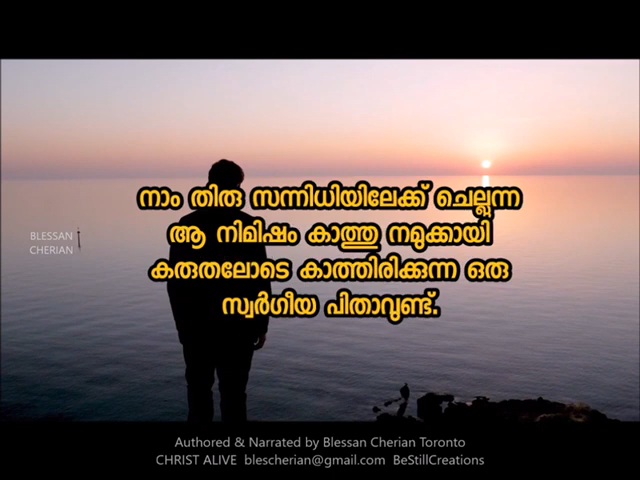 നാം തിരു സന്നിധിയിലേക്ക് ചെല്ലുന്ന
ആ നിമിഷം കാത്തു നമുക്കായി
കരുതലോടെ കാത്തിരിക്കുന്ന ഒരു
സ്വർഗീയ പിതാവുണ്ട്.
BLESSAN
CHERIAN
Authored & Narrated by Blessan Cherian Toronto
CHRIST ALIVE blescherian@gmail.com BeStillCreations